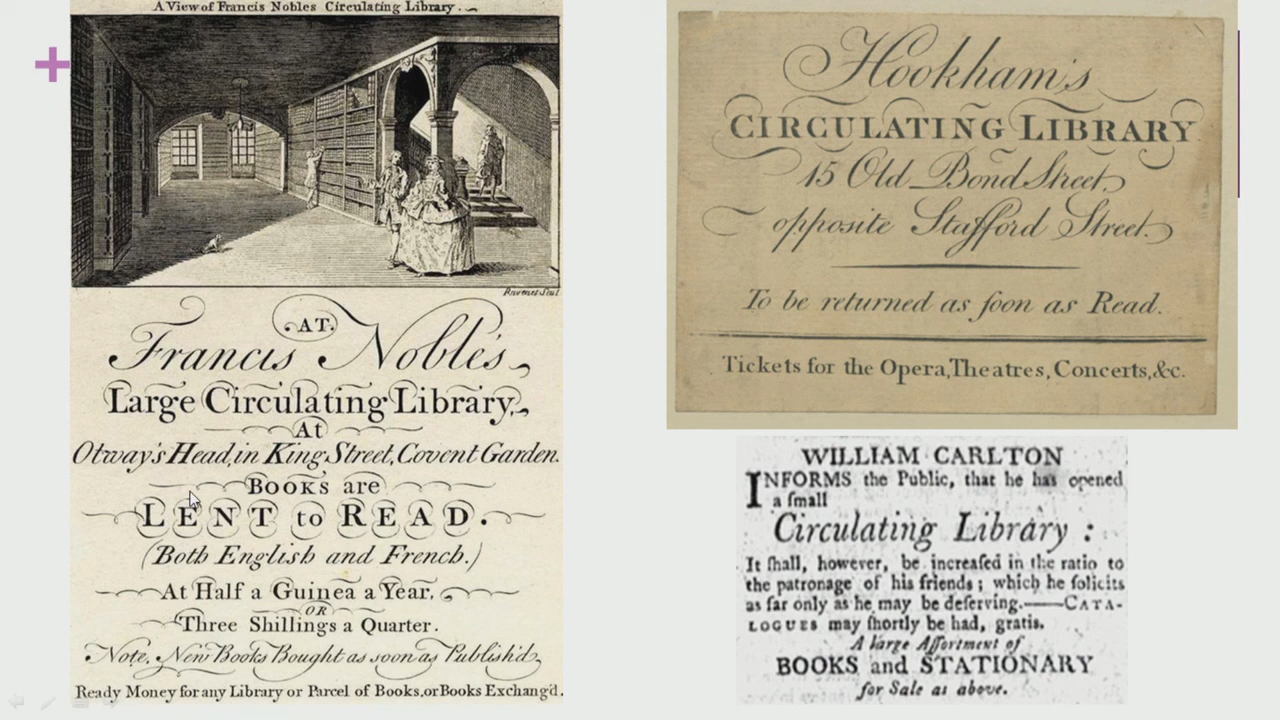 A View of Francis Nobles Circulating Library.
Ravenet Sculp
AT
Francis Noble's
Large Circulating Library,
At
Otway's Head, in King Street, Covent Garden.
BOOKS are
LENT to READ.
(Both English and French.)
At Half a Guinea a Year,
OR
Three Shillings a Quarter.
Note, New Books Bought as soon as Publish'd,
Ready Money for any Library or Parcel of Books, or Books Exchang'd.
Hookham's
CIRCULATING LIBRARY
15 Old Bond Street,
opposite Stafford Street.
To be returned as ſoon as Read.
Tickets for the Opera, Theatres, Concerts, &c.
WILLIAM CARLTON
INFORMS the Public, that he has opened
a ſmall
Circulating Library :
It ſhall, however, be increaſed in the ratio to
the patronage of his friends ; which he ſolicits
as far only as he may be deſerving.——CATA-
LOGUES may ſhortly be had, gratis.
A large Aſſortment of
BOOKS and STATIONARY
for Sale as above.